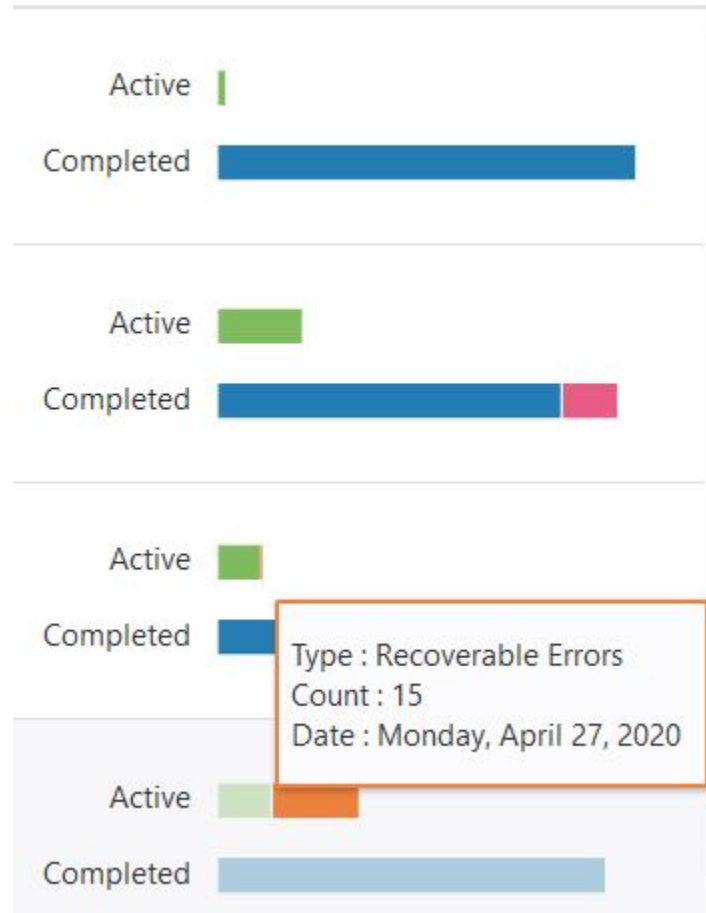 Active
Completed
Active
Completed
Active
Completed
Type : Recoverable Errors
Count : 15
Date : Monday, April 27, 2020
Active
Completed